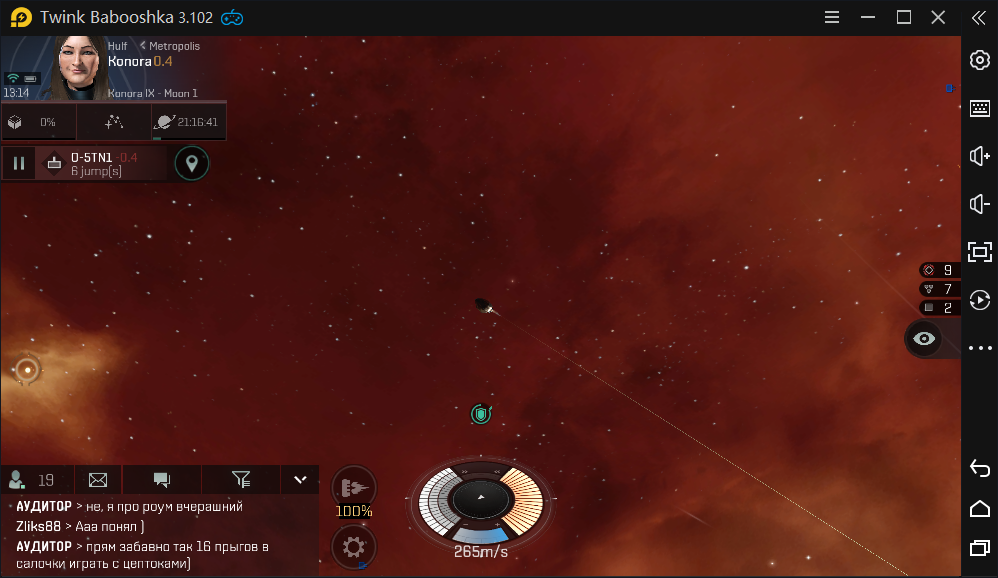 Twink Babooshka 3.102
Hulf < Metropolis
Konora 0.4
13:14
Konora IX - Moon 1
0%
21:16:41
O-5TN1 -0.4
6 jump(s)
9
7
2
19
АУДИТОР > не, я про роум вчерашний
Zliks88 > Ааа понял )
АУДИТОР > прям забавно так 16 прыгов в
салочки играть с цептоками)
100%
265m/s